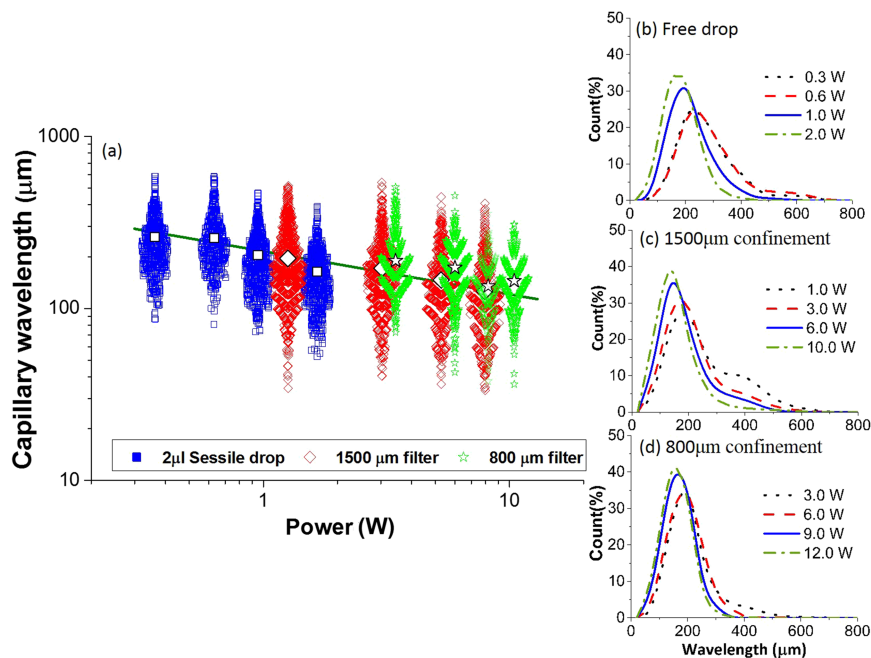 (a)
1000
100
10
Capillary wavelength (μm)
1
10
Power (W)
2μl Sessile drop
1500 μm filter
800 μm filter
(b) Free drop
50
40
30
20
10
0
Count(%)
0.3 W
0.6 W
1.0 W
2.0 W
0
200
400
600
800
(c) 1500μm confinement
50
40
30
20
10
0
Count(%)
1.0 W
3.0 W
6.0 W
10.0 W
0
200
400
600
800
(d) 800μm confinement
50
40
30
20
10
0
Count(%)
3.0 W
6.0 W
9.0 W
12.0 W
0
200
400
600
800
Wavelength (μm)